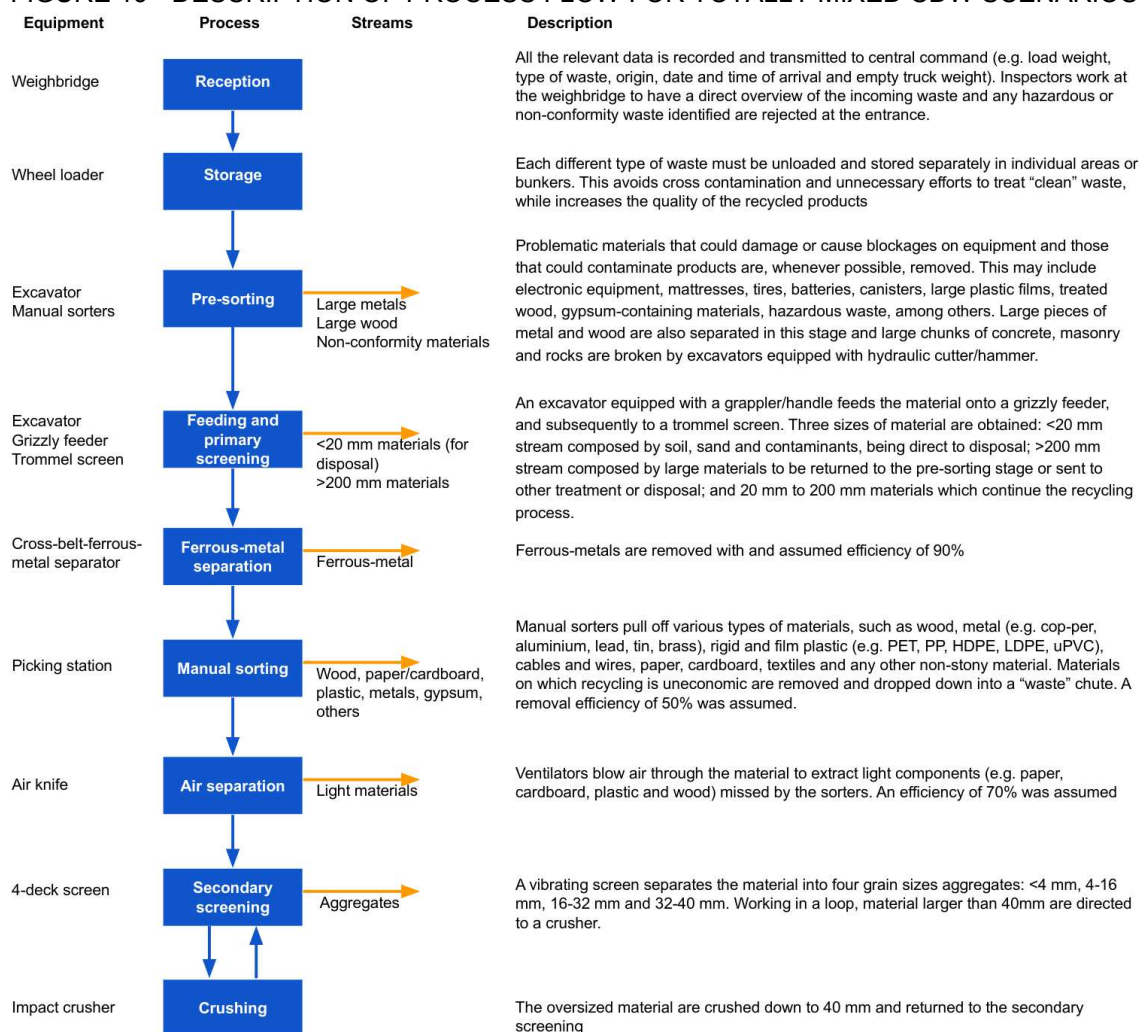 FIGURE - DESCRIPTION OF PROCESS FLOW FOR TOTALLY MIXED CDW SCENARIOS
Equipment Process Streams Description
Weighbridge
Reception
All the relevant data is recorded and transmitted to central command (e.g. load weight,
type of waste, origin, date and time of arrival and empty truck weight). Inspectors work at
the weighbridge to have a direct overview of the incoming waste and any hazardous or
non-conformity waste identified are rejected at the entrance.
Wheel loader
Storage
Each different type of waste must be unloaded and stored separately in individual areas or
bunkers. This avoids cross contamination and unnecessary efforts to treat “clean” waste,
while increases the quality of the recycled products
Excavator
Manual sorters
Pre-sorting
Large metals
Large wood
Non-conformity materials
Problematic materials that could damage or cause blockages on equipment and those
that could contaminate products are, whenever possible, removed. This may include
electronic equipment, mattresses, tires, batteries, canisters, large plastic films, treated
wood, gypsum-containing materials, hazardous waste, among others. Large pieces of
metal and wood are also separated in this stage and large chunks of concrete, masonry
and rocks are broken by excavators equipped with hydraulic cutter/hammer.
Excavator
Grizzly feeder
Trommel screen
Feeding and
primary
screening
<20 mm materials (for
disposal)
>200 mm materials
An excavator equipped with a grappler/handle feeds the material onto a grizzly feeder,
and subsequently to a trommel screen. Three sizes of material are obtained: <20 mm
stream composed by soil, sand and contaminants, being direct to disposal; >200 mm
stream composed by large materials to be returned to the pre-sorting stage or sent to
other treatment or disposal; and 20 mm to 200 mm materials which continue the recycling
process.
Cross-belt-ferrous-
metal separator
Ferrous-metal
separation
Ferrous-metal
Ferrous-metals are removed with and assumed efficiency of 90%
Picking station
Manual sorting
Wood, paper/cardboard,
plastic, metals, gypsum,
others
Manual sorters pull off various types of materials, such as wood, metal (e.g. cop-per,
aluminium, lead, tin, brass), rigid and film plastic (e.g. PET, PP, HDPE, LDPE, uPVC),
cables and wires, paper, cardboard, textiles and any other non-stony material. Materials
on which recycling is uneconomic are removed and dropped down into a “waste” chute. A
removal efficiency of 50% was assumed.
Air knife
Air separation
Light materials
Ventilators blow air through the material to extract light components (e.g. paper,
cardboard, plastic and wood) missed by the sorters. An efficiency of 70% was assumed
4-deck screen
Secondary
screening
Aggregates
A vibrating screen separates the material into four grain sizes aggregates: <4 mm, 4-16
mm, 16-32 mm and 32-40 mm. Working in a loop, material larger than 40mm are directed
to a crusher.
Impact crusher
Crushing
The oversized material are crushed down to 40 mm and returned to the secondary
screening